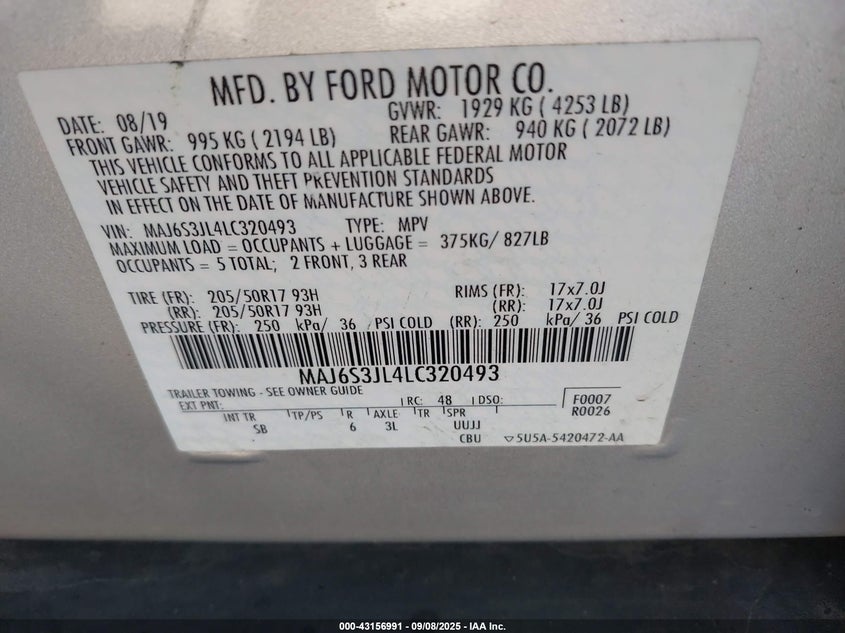 MFD. BY FORD MOTOR CO.
DATE: 08/19 GVWR: 1929 KG ( 4253 LB)
FRONT GAWR: 995 KG ( 2194 LB) REAR GAWR: 940 KG ( 2072 LB)
THIS VEHICLE CONFORMS TO ALL APPLICABLE FEDERAL MOTOR
VEHICLE SAFETY AND THEFT PREVENTION STANDARDS
IN EFFECT ON THE DATE OF MANUFACTURE SHOWN ABOVE.
VIN: MAJ6S3JL4LC320493 TYPE: MPV
MAXIMUM LOAD = OCCUPANTS + LUGGAGE = 375KG/ 827LB
OCCUPANTS = 5 TOTAL; 2 FRONT, 3 REAR
TIRE (FR): 205/50R17 93H RIMS (FR): 17x7.0J
(RR): 205/50R17 93H (RR): 17x7.0J
PRESSURE (FR): 250 kPa/ 36 PSI COLD (RR): 250 kPa/ 36 PSI COLD
MAJ6S3JL4LC320493
TRAILER TOWING - SEE OWNER GUIDE
EXT PNT: RC: 48 DSO: F0007
R0026
INT TR TP/PS R AXLE TR SPR
SB 6 3L UUJJ
CBU 5U5A-5420472-AA
000-43156991 - 09/08/2025 - IAA Inc.